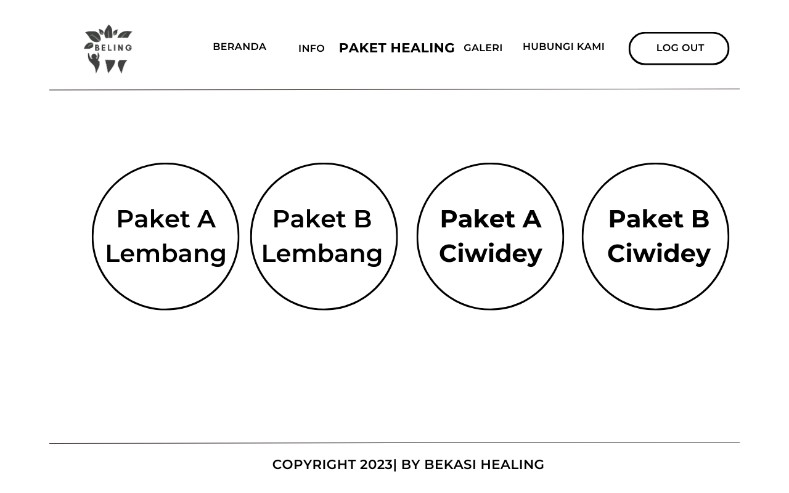 BELING
BERANDA
INFO
PAKET HEALING
GALERI
HUBUNGI KAMI
LOG OUT
Paket A
Lembang
Paket B
Lembang
Paket A
Ciwidey
Paket B
Ciwidey
COPYRIGHT 2023| BY BEKASI HEALING